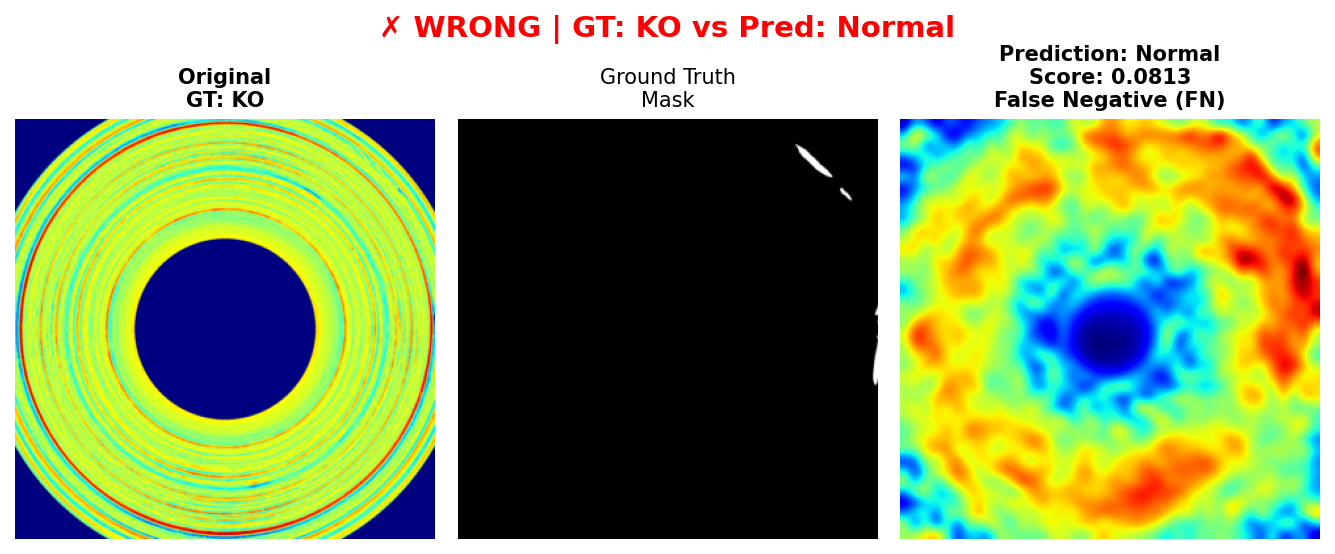 ✗ WRONG | GT: KO vs Pred: Normal
Original
GT: KO
Ground Truth
Mask
Prediction: Normal
Score: 0.0813
False Negative (FN)